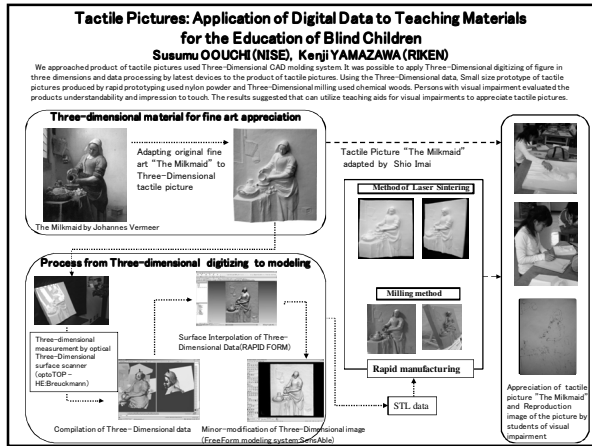 Tactile Pictures: Application of Digital Data to Teaching Materials
for the Education of Blind Children
Susumu OOUCHI(NISE), Kenji YAMAZAWA(RIKEN)
We approached product of tactile pictures used Three-Dimensional CAD molding system. It was possible to apply Three-Dimensional digitizing of figure in
three dimensions and data processing by latest devices to the product of tactile pictures. Using the Three-Dimensional data, Small size prototype of tactile
pictures produced by rapid prototyping used nylon powder and Three-Dimensional milling used chemical woods. Persons with visual impairment evaluated the
products understandability and impression to touch. The results suggested that can utilize teaching aids for visual impairments to appreciate tactile pictures.
Three-dimensional material for fine art appreciation
Adapting original fine
art "The Milkmaid" to
Three-Dimensional
tactile picture
The Milkmaid by Johannes Vermeer
Tactile Picture "The Milkmaid"
adapted by Shio Imai
Method of Laser Sintering
Milling method
Rapid manufacturing
STL data
Process from Three-dimensional digitizing to modeling
Three-dimensional
measurement by optical
Three-Dimensional
surface scanner
(optoTOP-
HE:Breuckmann)
Surface Interpolation of Three-
Dimensional Data(RAPID FORM)
Compilation of Three-Dimensional data
Minor-modification of Three-Dimensional image
(FreeForm modeling system:SensAble)
Appreciation of tactile
picture "The Milkmaid"
and Reproduction
image of the picture by
students of visual
impairment